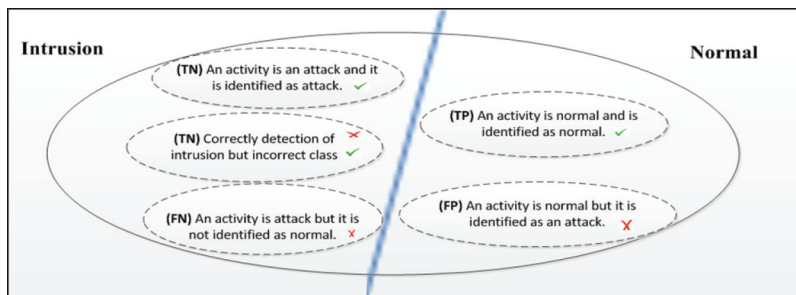 Intrusion
Normal
(TN) An activity is an attack and it
is identified as attack.
(TP) An activity is normal and is
identified as normal.
(TN) Correctly detection of
intrusion but incorrect class
(FN) An activity is attack but it is
not identified as normal.
(FP) An activity is normal but it is
identified as an attack.